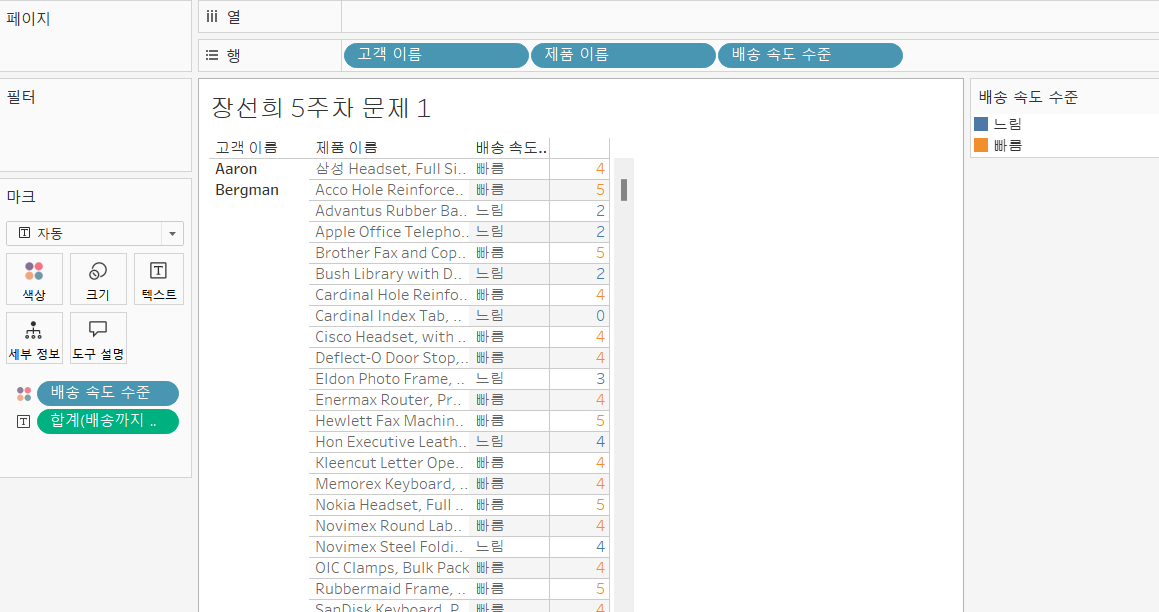 페이지
필터
마크
자동
색상
크기
텍스트
세부 정보
도구 설명
배송 속도 수준
합계(배송까지 ..
열
행
고객 이름
제품 이름
배송 속도 수준
장선희 5주차 문제 1
고객 이름 제품 이름 배송 속도..
Aaron Bergman
삼성 Headset, Full Si.. 빠름 4
Acco Hole Reinforce.. 빠름 5
Advantus Rubber Ba.. 느림 2
Apple Office Telepho.. 느림 2
Brother Fax and Cop.. 빠름 5
Bush Library with D.. 느림 2
Cardinal Hole Reinfo.. 빠름 4
Cardinal Index Tab, .. 느림 0
Cisco Headset, with .. 빠름 4
Deflect-O Door Stop,.. 빠름 4
Eldon Photo Frame, .. 느림 3
Enermax Router, Pr.. 빠름 4
Hewlett Fax Machin.. 빠름 5
Hon Executive Leath.. 느림 4
Kleencut Letter Ope.. 빠름 4
Memorex Keyboard, .. 빠름 4
Nokia Headset, Full .. 빠름 5
Novimex Round Lab.. 빠름 4
Novimex Steel Foldi.. 느림 4
OIC Clamps, Bulk Pack 빠름 4
Rubbermaid Frame, .. 빠름 5
SanDisk Keyboard, P.. 빠름 4
배송 속도 수준
느림
빠름